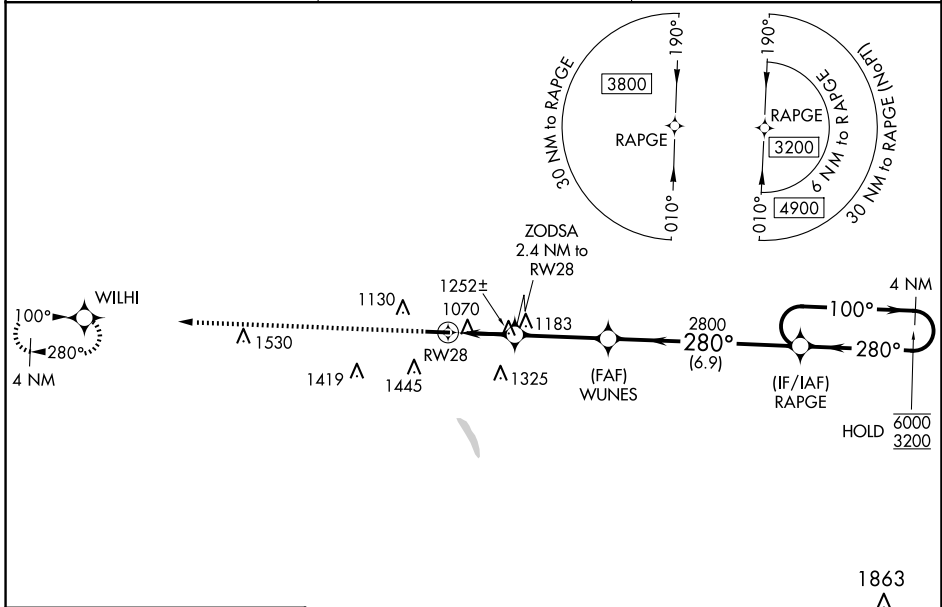 30 NM to RAPGE
190°
3800
RAPGE
010°
190°
RAPGE
3200
6 NM to RAPGE
30 NM to RAPGE (NoPT)
4900
010°
ZODSA
2.4 NM to
RW28
WILHI
100°
280°
4 NM
1530
1130
1252±
1070
1183
RW28
1419
1445
1325
(FAF)
WUNES
2800
280°
(6.9)
4 NM
100°
280°
(IF/IAF)
RAPGE
HOLD
6000
3200
1863